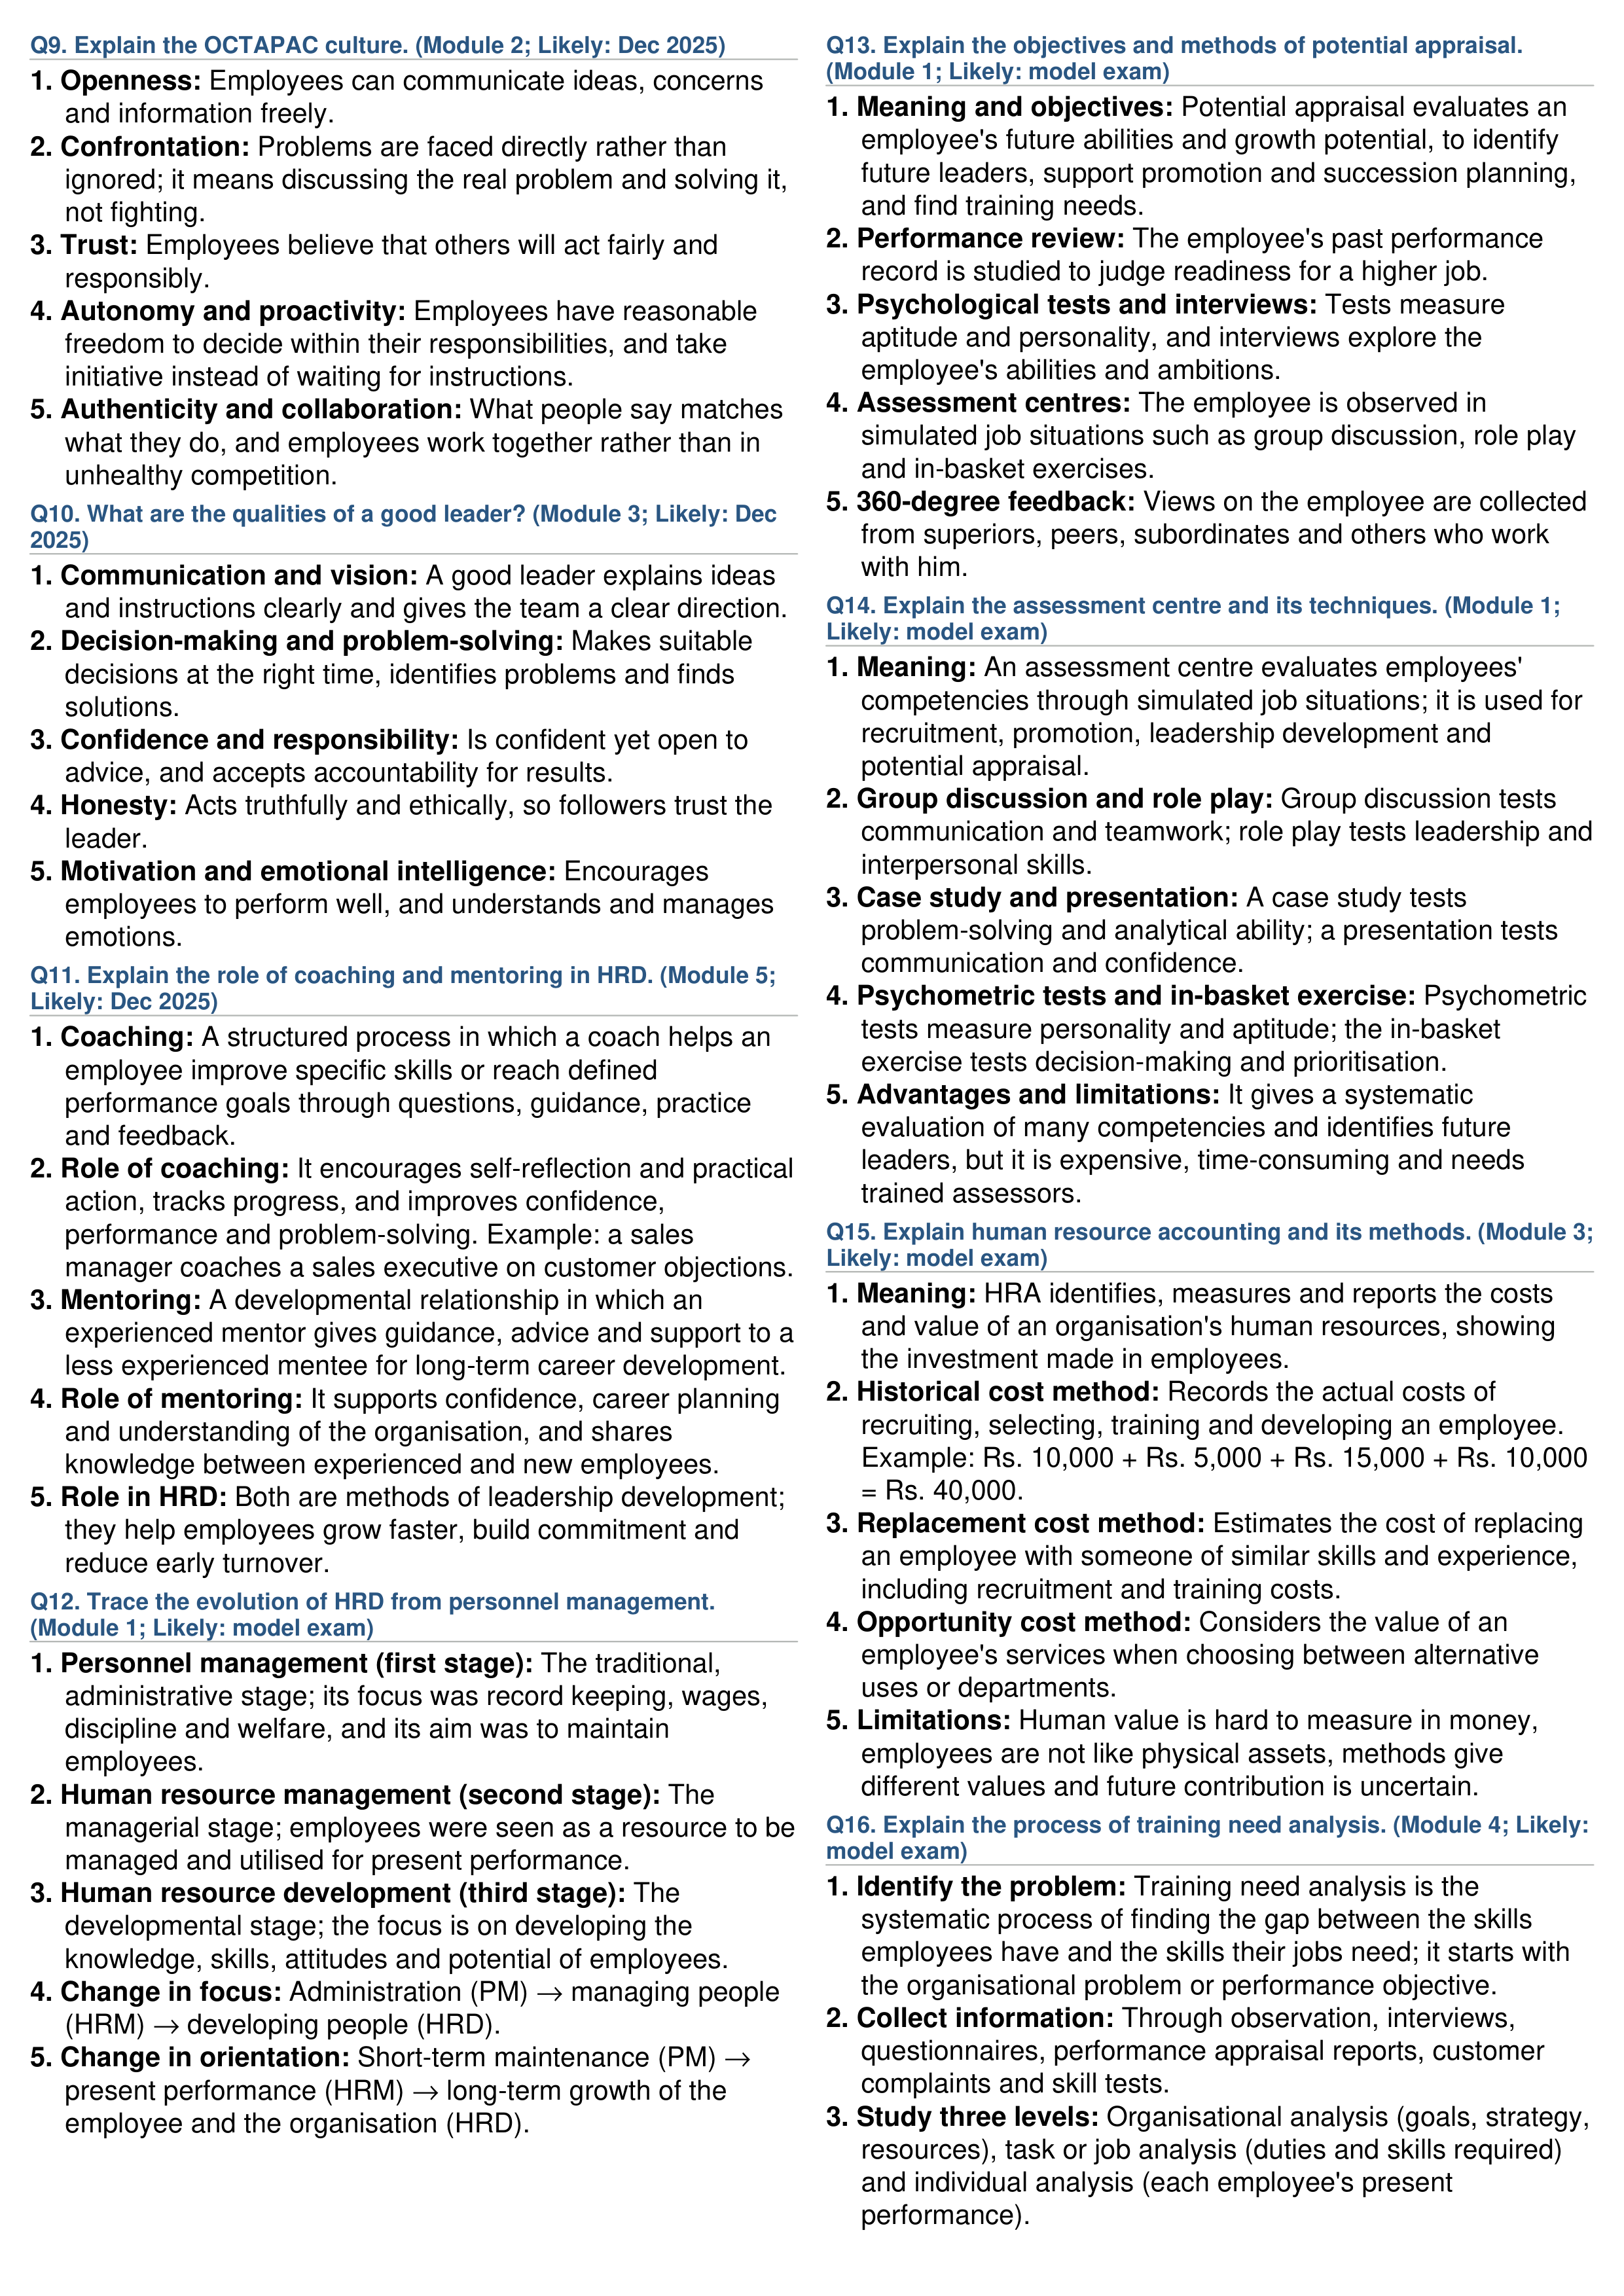 Q9. Explain the OCTAPAC culture. (Module 2; Likely: Dec 2025)
1. Openness: Employees can communicate ideas, concerns
and information freely.
2. Confrontation: Problems are faced directly rather than
ignored; it means discussing the real problem and solving it,
not fighting.
3. Trust: Employees believe that others will act fairly and
responsibly.
4. Autonomy and proactivity: Employees have reasonable
freedom to decide within their responsibilities, and take
initiative instead of waiting for instructions.
5. Authenticity and collaboration: What people say matches
what they do, and employees work together rather than in
unhealthy competition.
Q10. What are the qualities of a good leader? (Module 3; Likely: Dec
2025)
1. Communication and vision: A good leader explains ideas
and instructions clearly and gives the team a clear direction.
2. Decision-making and problem-solving: Makes suitable
decisions at the right time, identifies problems and finds
solutions.
3. Confidence and responsibility: Is confident yet open to
advice, and accepts accountability for results.
4. Honesty: Acts truthfully and ethically, so followers trust the
leader.
5. Motivation and emotional intelligence: Encourages
employees to perform well, and understands and manages
emotions.
Q11. Explain the role of coaching and mentoring in HRD. (Module 5;
Likely: Dec 2025)
1. Coaching: A structured process in which a coach helps an
employee improve specific skills or reach defined
performance goals through questions, guidance, practice
and feedback.
2. Role of coaching: It encourages self-reflection and practical
action, tracks progress, and improves confidence,
performance and problem-solving. Example: a sales
manager coaches a sales executive on customer objections.
3. Mentoring: A developmental relationship in which an
experienced mentor gives guidance, advice and support to a
less experienced mentee for long-term career development.
4. Role of mentoring: It supports confidence, career planning
and understanding of the organisation, and shares
knowledge between experienced and new employees.
5. Role in HRD: Both are methods of leadership development;
they help employees grow faster, build commitment and
reduce early turnover.
Q12. Trace the evolution of HRD from personnel management.
(Module 1; Likely: model exam)
1. Personnel management (first stage): The traditional,
administrative stage; its focus was record keeping, wages,
discipline and welfare, and its aim was to maintain
employees.
2. Human resource management (second stage): The
managerial stage; employees were seen as a resource to be
managed and utilised for present performance.
3. Human resource development (third stage): The
developmental stage; the focus is on developing the
knowledge, skills, attitudes and potential of employees.
4. Change in focus: Administration (PM) → managing people
(HRM) → developing people (HRD).
5. Change in orientation: Short-term maintenance (PM) →
present performance (HRM) → long-term growth of the
employee and the organisation (HRD).
Q13. Explain the objectives and methods of potential appraisal.
(Module 1; Likely: model exam)
1. Meaning and objectives: Potential appraisal evaluates an
employee's future abilities and growth potential, to identify
future leaders, support promotion and succession planning,
and find training needs.
2. Performance review: The employee's past performance
record is studied to judge readiness for a higher job.
3. Psychological tests and interviews: Tests measure
aptitude and personality, and interviews explore the
employee's abilities and ambitions.
4. Assessment centres: The employee is observed in
simulated job situations such as group discussion, role play
and in-basket exercises.
5. 360-degree feedback: Views on the employee are collected
from superiors, peers, subordinates and others who work
with him.
Q14. Explain the assessment centre and its techniques. (Module 1;
Likely: model exam)
1. Meaning: An assessment centre evaluates employees'
competencies through simulated job situations; it is used for
recruitment, promotion, leadership development and
potential appraisal.
2. Group discussion and role play: Group discussion tests
communication and teamwork; role play tests leadership and
interpersonal skills.
3. Case study and presentation: A case study tests
problem-solving and analytical ability; a presentation tests
communication and confidence.
4. Psychometric tests and in-basket exercise: Psychometric
tests measure personality and aptitude; the in-basket
exercise tests decision-making and prioritisation.
5. Advantages and limitations: It gives a systematic
evaluation of many competencies and identifies future
leaders, but it is expensive, time-consuming and needs
trained assessors.
Q15. Explain human resource accounting and its methods. (Module 3;
Likely: model exam)
1. Meaning: HRA identifies, measures and reports the costs
and value of an organisation's human resources, showing
the investment made in employees.
2. Historical cost method: Records the actual costs of
recruiting, selecting, training and developing an employee.
Example: Rs. 10,000 + Rs. 5,000 + Rs. 15,000 + Rs. 10,000
= Rs. 40,000.
3. Replacement cost method: Estimates the cost of replacing
an employee with someone of similar skills and experience,
including recruitment and training costs.
4. Opportunity cost method: Considers the value of an
employee's services when choosing between alternative
uses or departments.
5. Limitations: Human value is hard to measure in money,
employees are not like physical assets, methods give
different values and future contribution is uncertain.
Q16. Explain the process of training need analysis. (Module 4; Likely:
model exam)
1. Identify the problem: Training need analysis is the
systematic process of finding the gap between the skills
employees have and the skills their jobs need; it starts with
the organisational problem or performance objective.
2. Collect information: Through observation, interviews,
questionnaires, performance appraisal reports, customer
complaints and skill tests.
3. Study three levels: Organisational analysis (goals, strategy,
resources), task or job analysis (duties and skills required)
and individual analysis (each employee's present
performance).